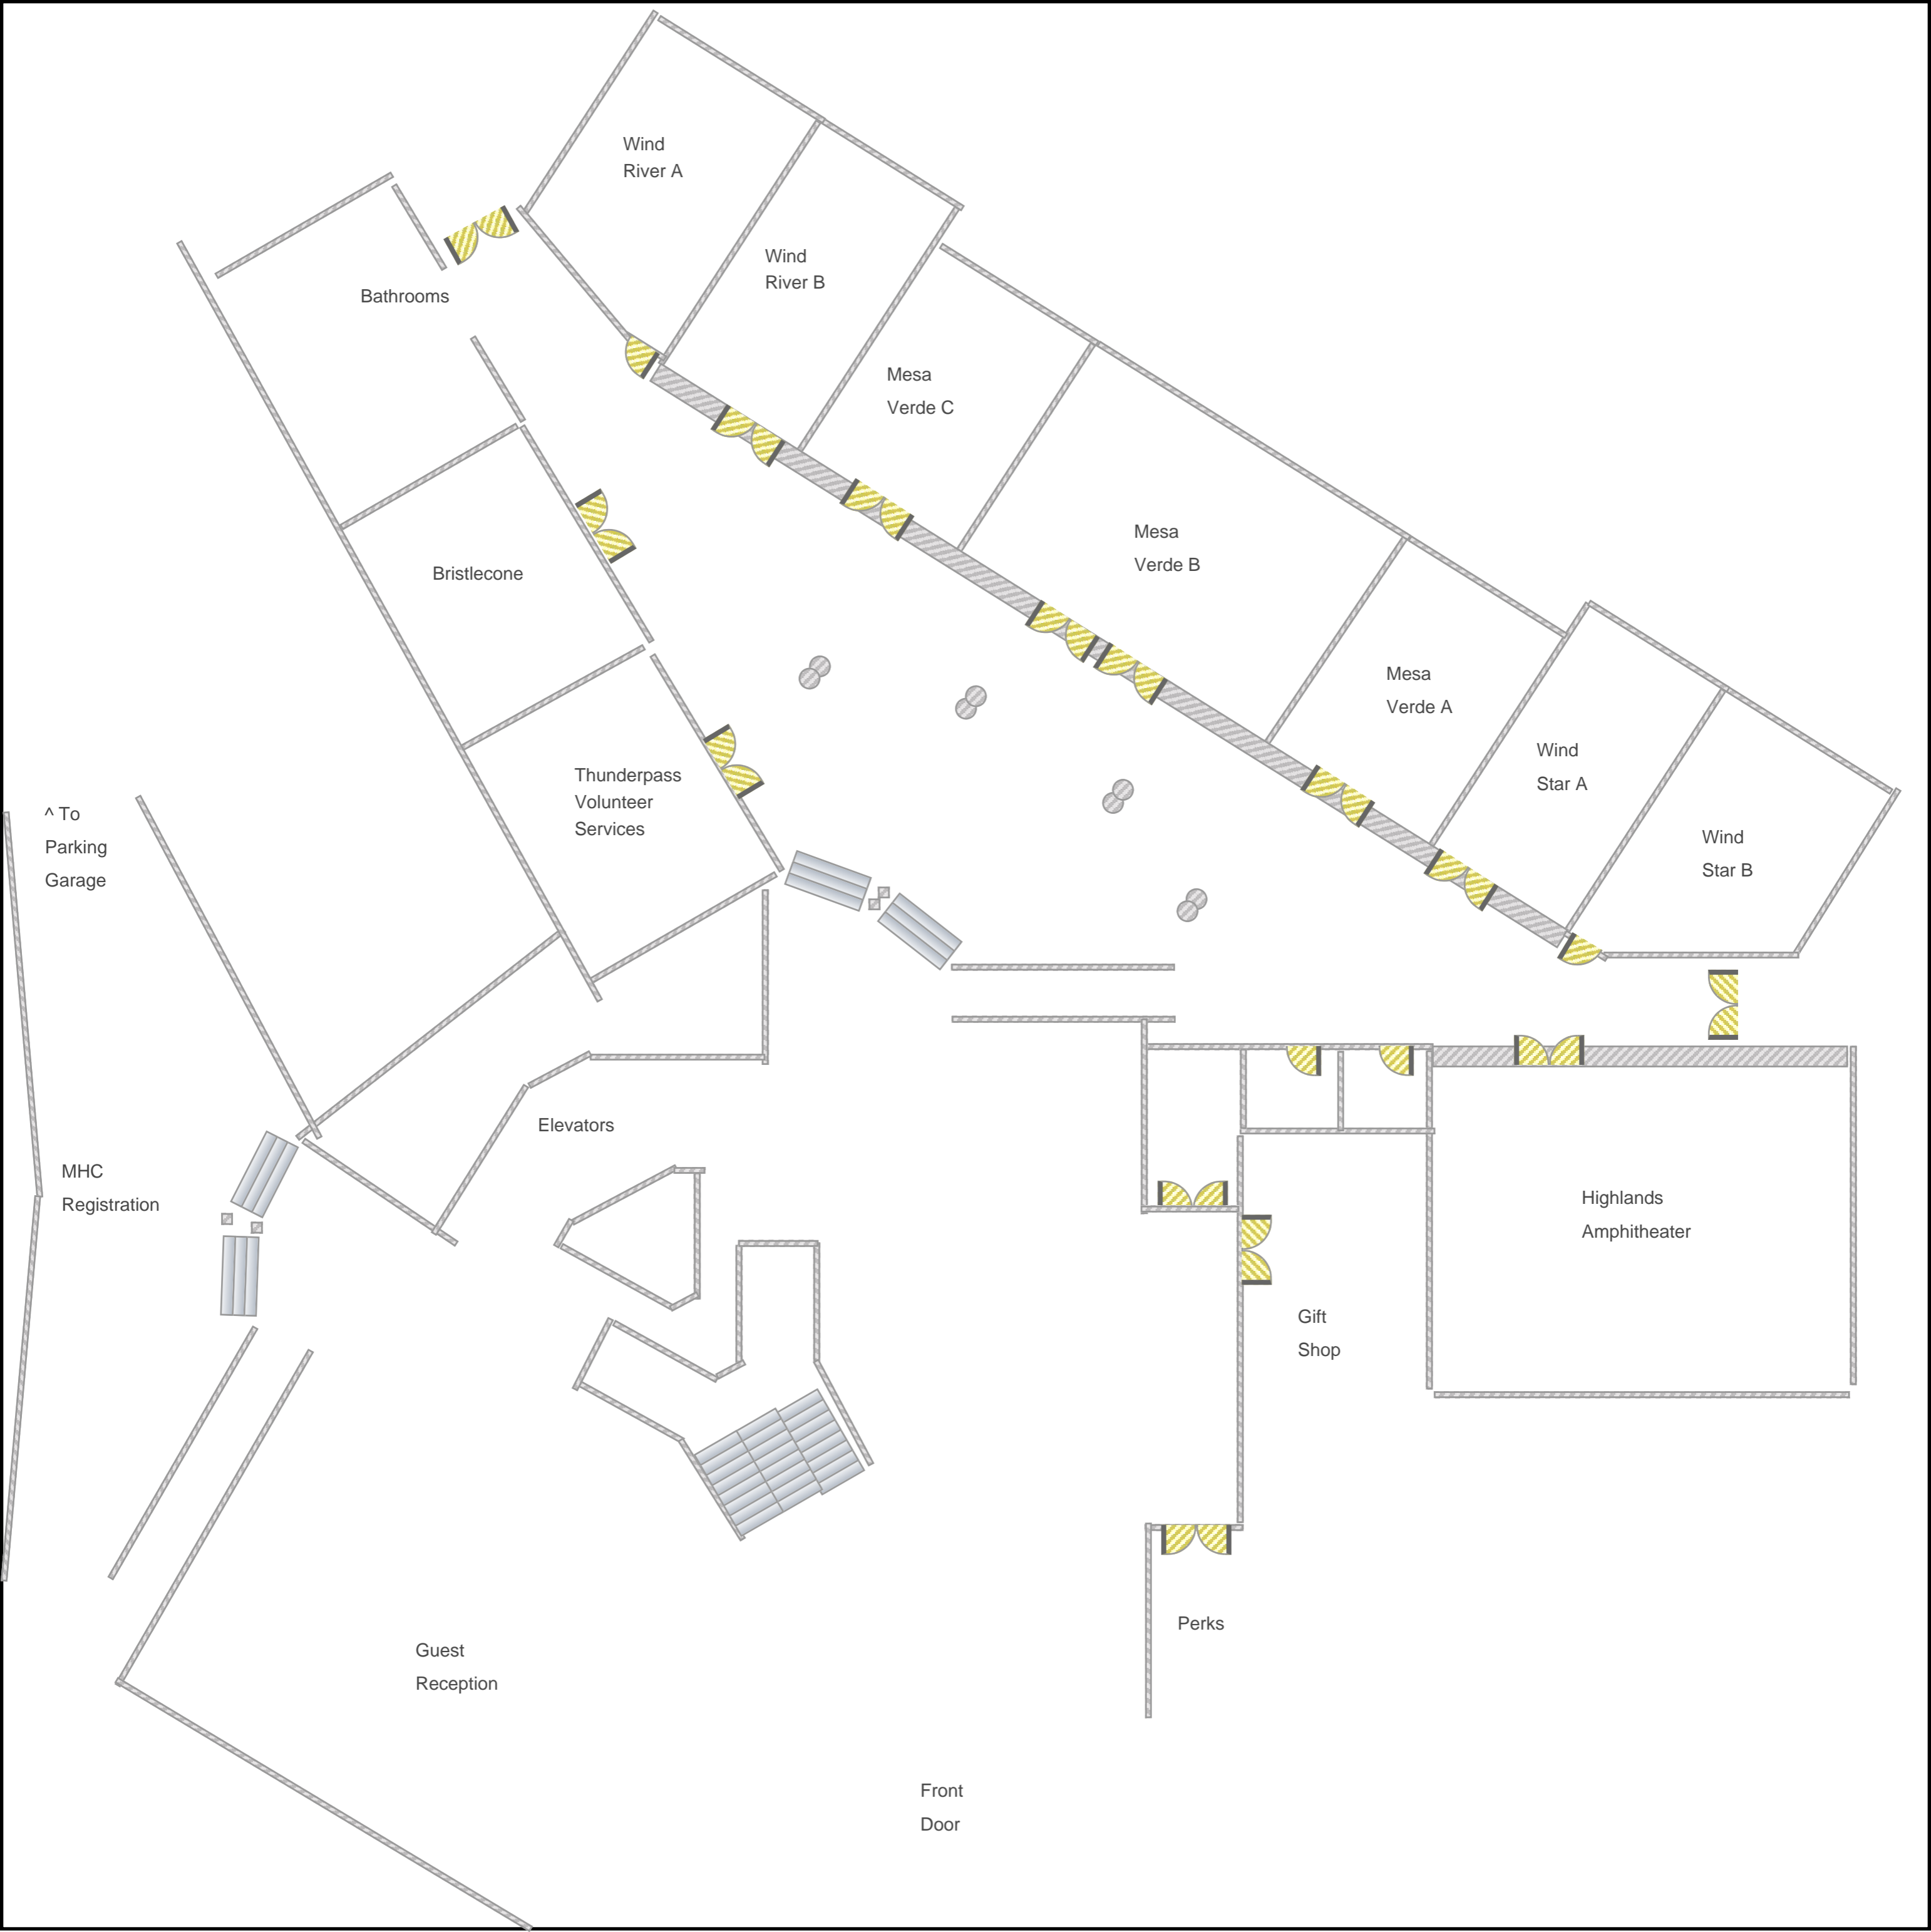 Wind
River A
Wind
River B
Bathrooms
Mesa
Verde C
Mesa
Verde B
Bristlecone
Mesa
Verde A
Wind
Star A
Thunderpass
Volunteer
Services
^ To
Parking
Garage
Wind
Star B
Elevators
MHC
Registration
Highlands
Amphitheater
Gift
Shop
Perks
Guest
Reception
Front
Door